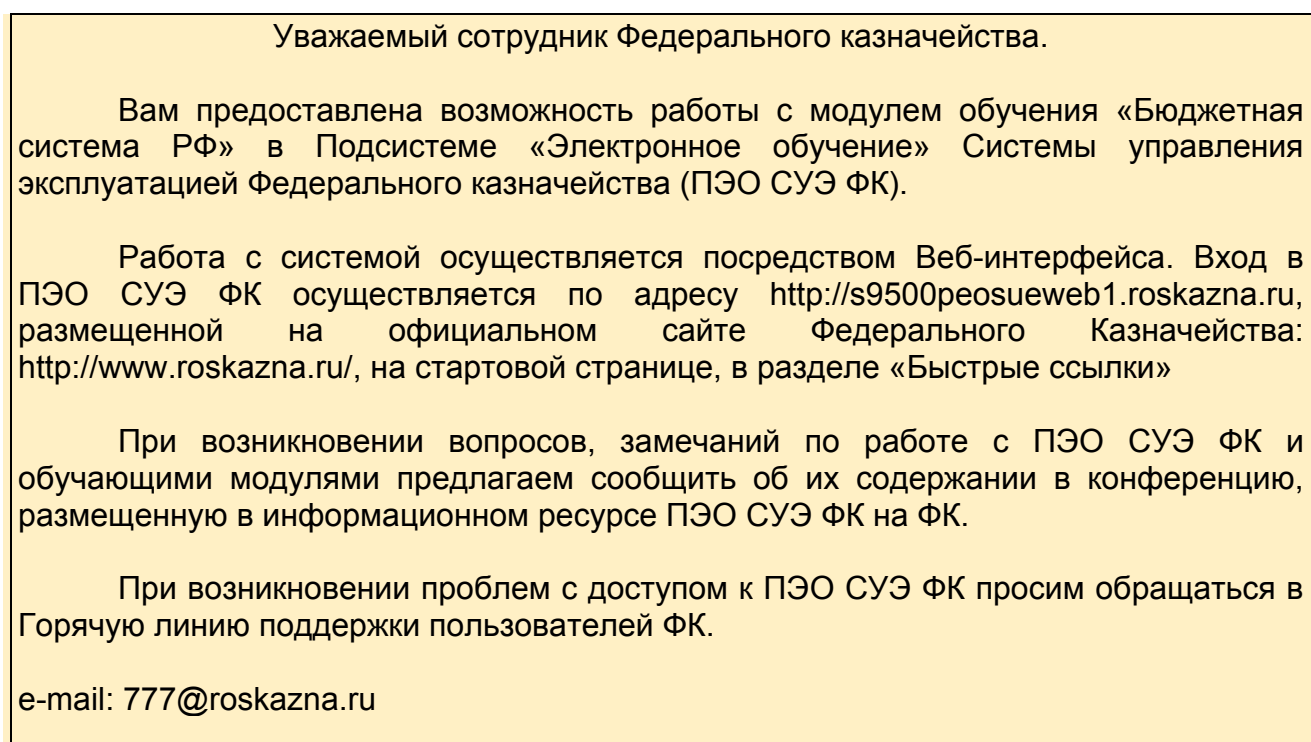 Уважаемый сотрудник Федерального казначейства.
Вам предоставлена возможность работы с модулем обучения «Бюджетная
система РФ» в Подсистеме «Электронное обучение» Системы управления
эксплуатацией Федерального казначейства (ПЭО СУЭ ФК).
Работа с системой осуществляется посредством Веб-интерфейса. Вход в
ПЭО СУЭ ФК осуществляется по адресу http://s9500peosueweb1.roskazna.ru,
размещенной на официальном сайте Федерального Казначейства:
http://www.roskazna.ru/, на стартовой странице, в разделе «Быстрые ссылки»
При возникновении вопросов, замечаний по работе с ПЭО СУЭ ФК и
обучающими модулями предлагаем сообщить об их содержании в конференцию,
размещенную в информационном ресурсе ПЭО СУЭ ФК на ФК.
При возникновении проблем с доступом к ПЭО СУЭ ФК просим обращаться в
Горячую линию поддержки пользователей ФК.
e-mail: 777@roskazna.ru